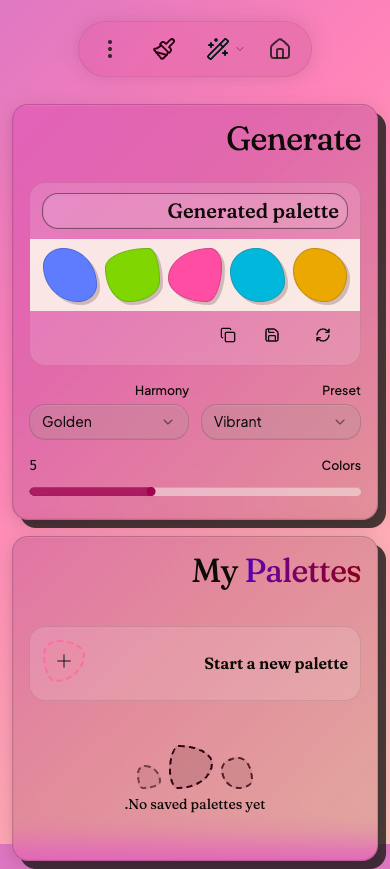 Generate
Generated palette
Harmony
Preset
Golden
Vibrant
5
Colors
My Palettes
Start a new palette
.No saved palettes yet